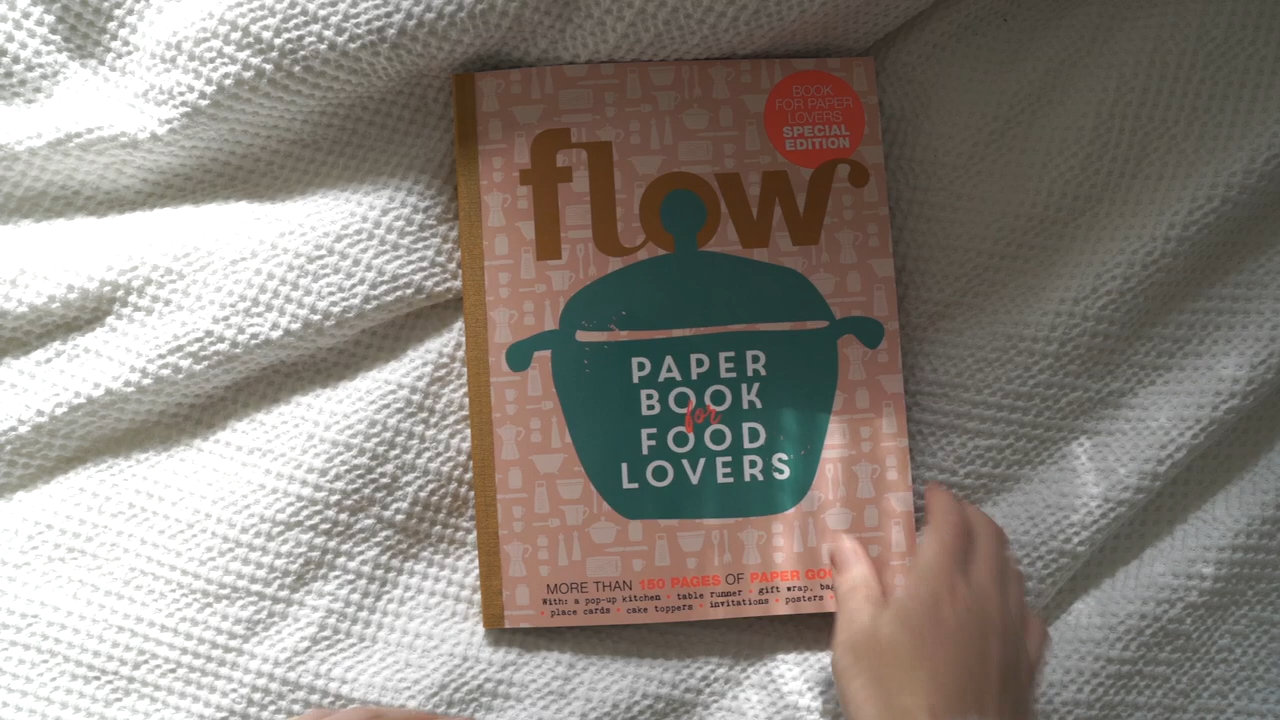 BOOK
FOR PAPER
LOVERS
SPECIAL
EDITION
flow
PAPER
BOOK
for
FOOD
LOVERS
MORE THAN 150 PAGES OF PAPER
With: a pop-up kitchen • table runner • gift wrap,
• place cards • cake toppers • invitations • posters •